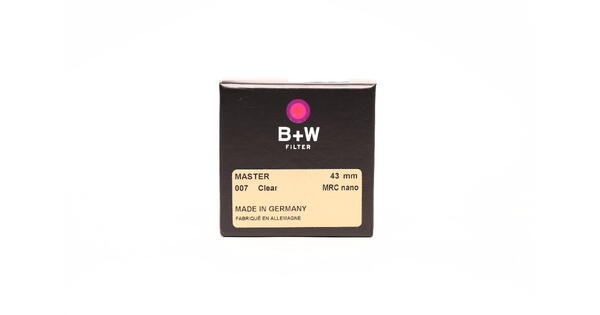 B+W
FILTER
MASTER 43 mm
007 Clear MRC nano
MADE IN GERMANY
FABRIQUÉ EN ALLEMAGNE